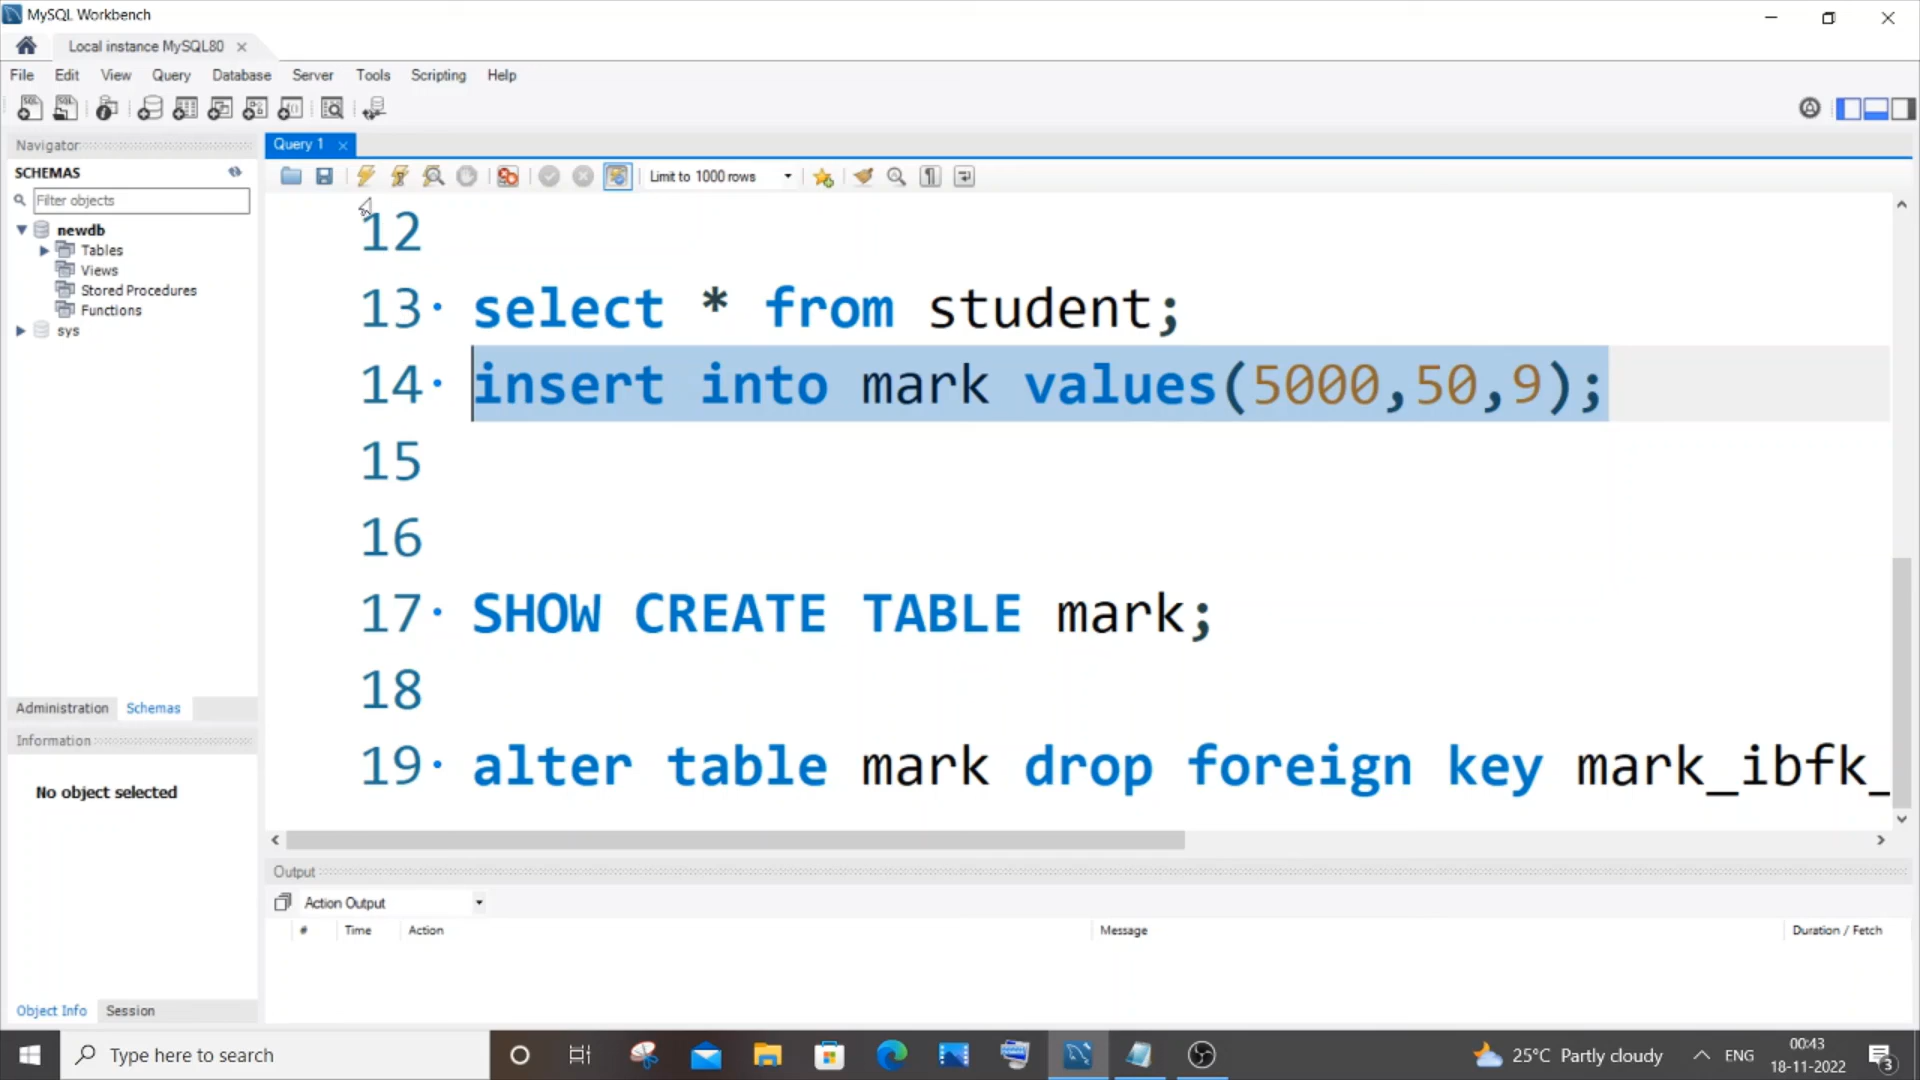 MySQL Workbench
Local instance MySQL80
File Edit View Query Database Server Tools Scripting Help
Navigator
SCHEMAS
Filter objects
newdb
Tables
Views
Stored Procedures
Functions
sys
Administration Schemas
Information
No object selected
Object Info Session
Query 1
Limit to 1000 rows
12
13 select * from student;
14 insert into mark values(5000,50,9);
15
16
17 SHOW CREATE TABLE mark;
18
19 alter table mark drop foreign key mark_ibfk_
Output
Action Output
# Time Action Message Duration / Fetch
Type here to search
25°C Partly cloudy
ENG
00:43
18-11-2022
3